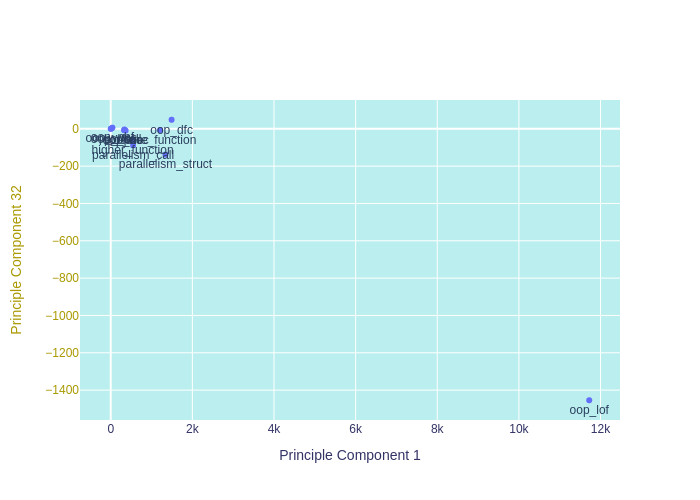 0
−200
−400
−600
−800
−1000
−1200
−1400
Principle Component 32
oop_dfc
higher_function
parallelism_call
parallelism_struct
oop_lof
0
2k
4k
6k
8k
10k
12k
Principle Component 1